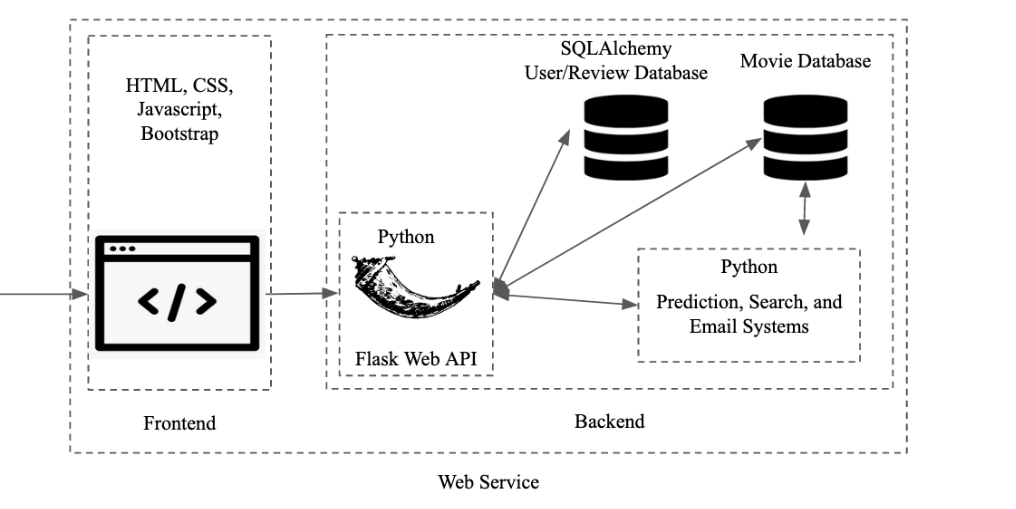 HTML, CSS,
Javascript,
Bootstrap
</>
Frontend
SQLAlchemy
User/Review Database
Movie Database
Python
Flask Web API
Python
Prediction, Search, and
Email Systems
Backend
Web Service